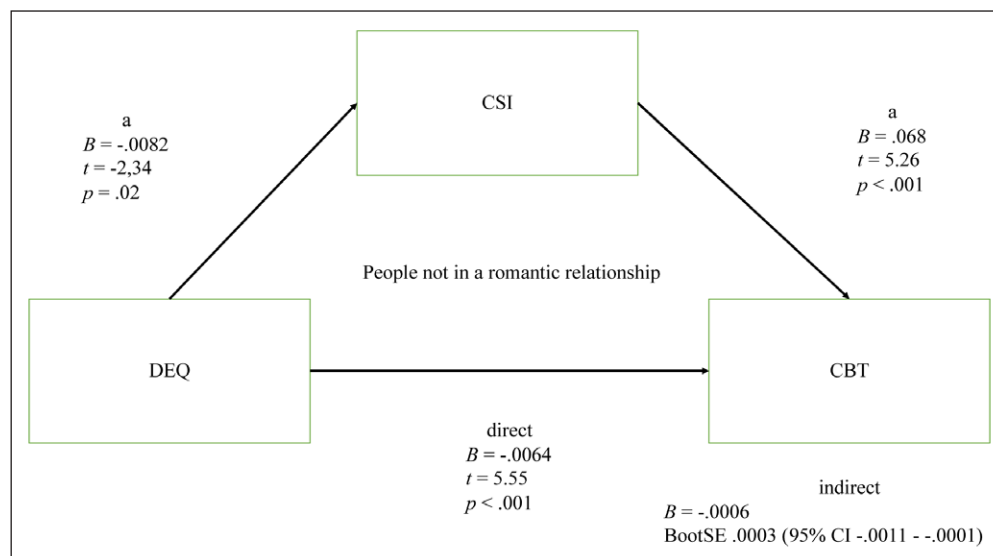 CSI
a
B = -.0082
t = -2,34
p = .02
a
B = .068
t = 5.26
p < .001
People not in a romantic relationship
DEQ
CBT
direct
B = -.0064
t = 5.55
p < .001
indirect
B = -.0006
BootSE .0003 (95% CI -.0011 - -.0001)